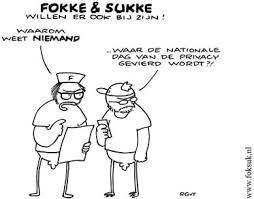 FOKKE & SUKKE
WILLEN ER OOK BIJ ZIJN!
WAAROM
WEET NIEMAND
...WAAR DE NATIONALE
DAG VAN DE PRIVACY
GEVIERD WORDT?!
F
RGvT
www.foksuk.nl